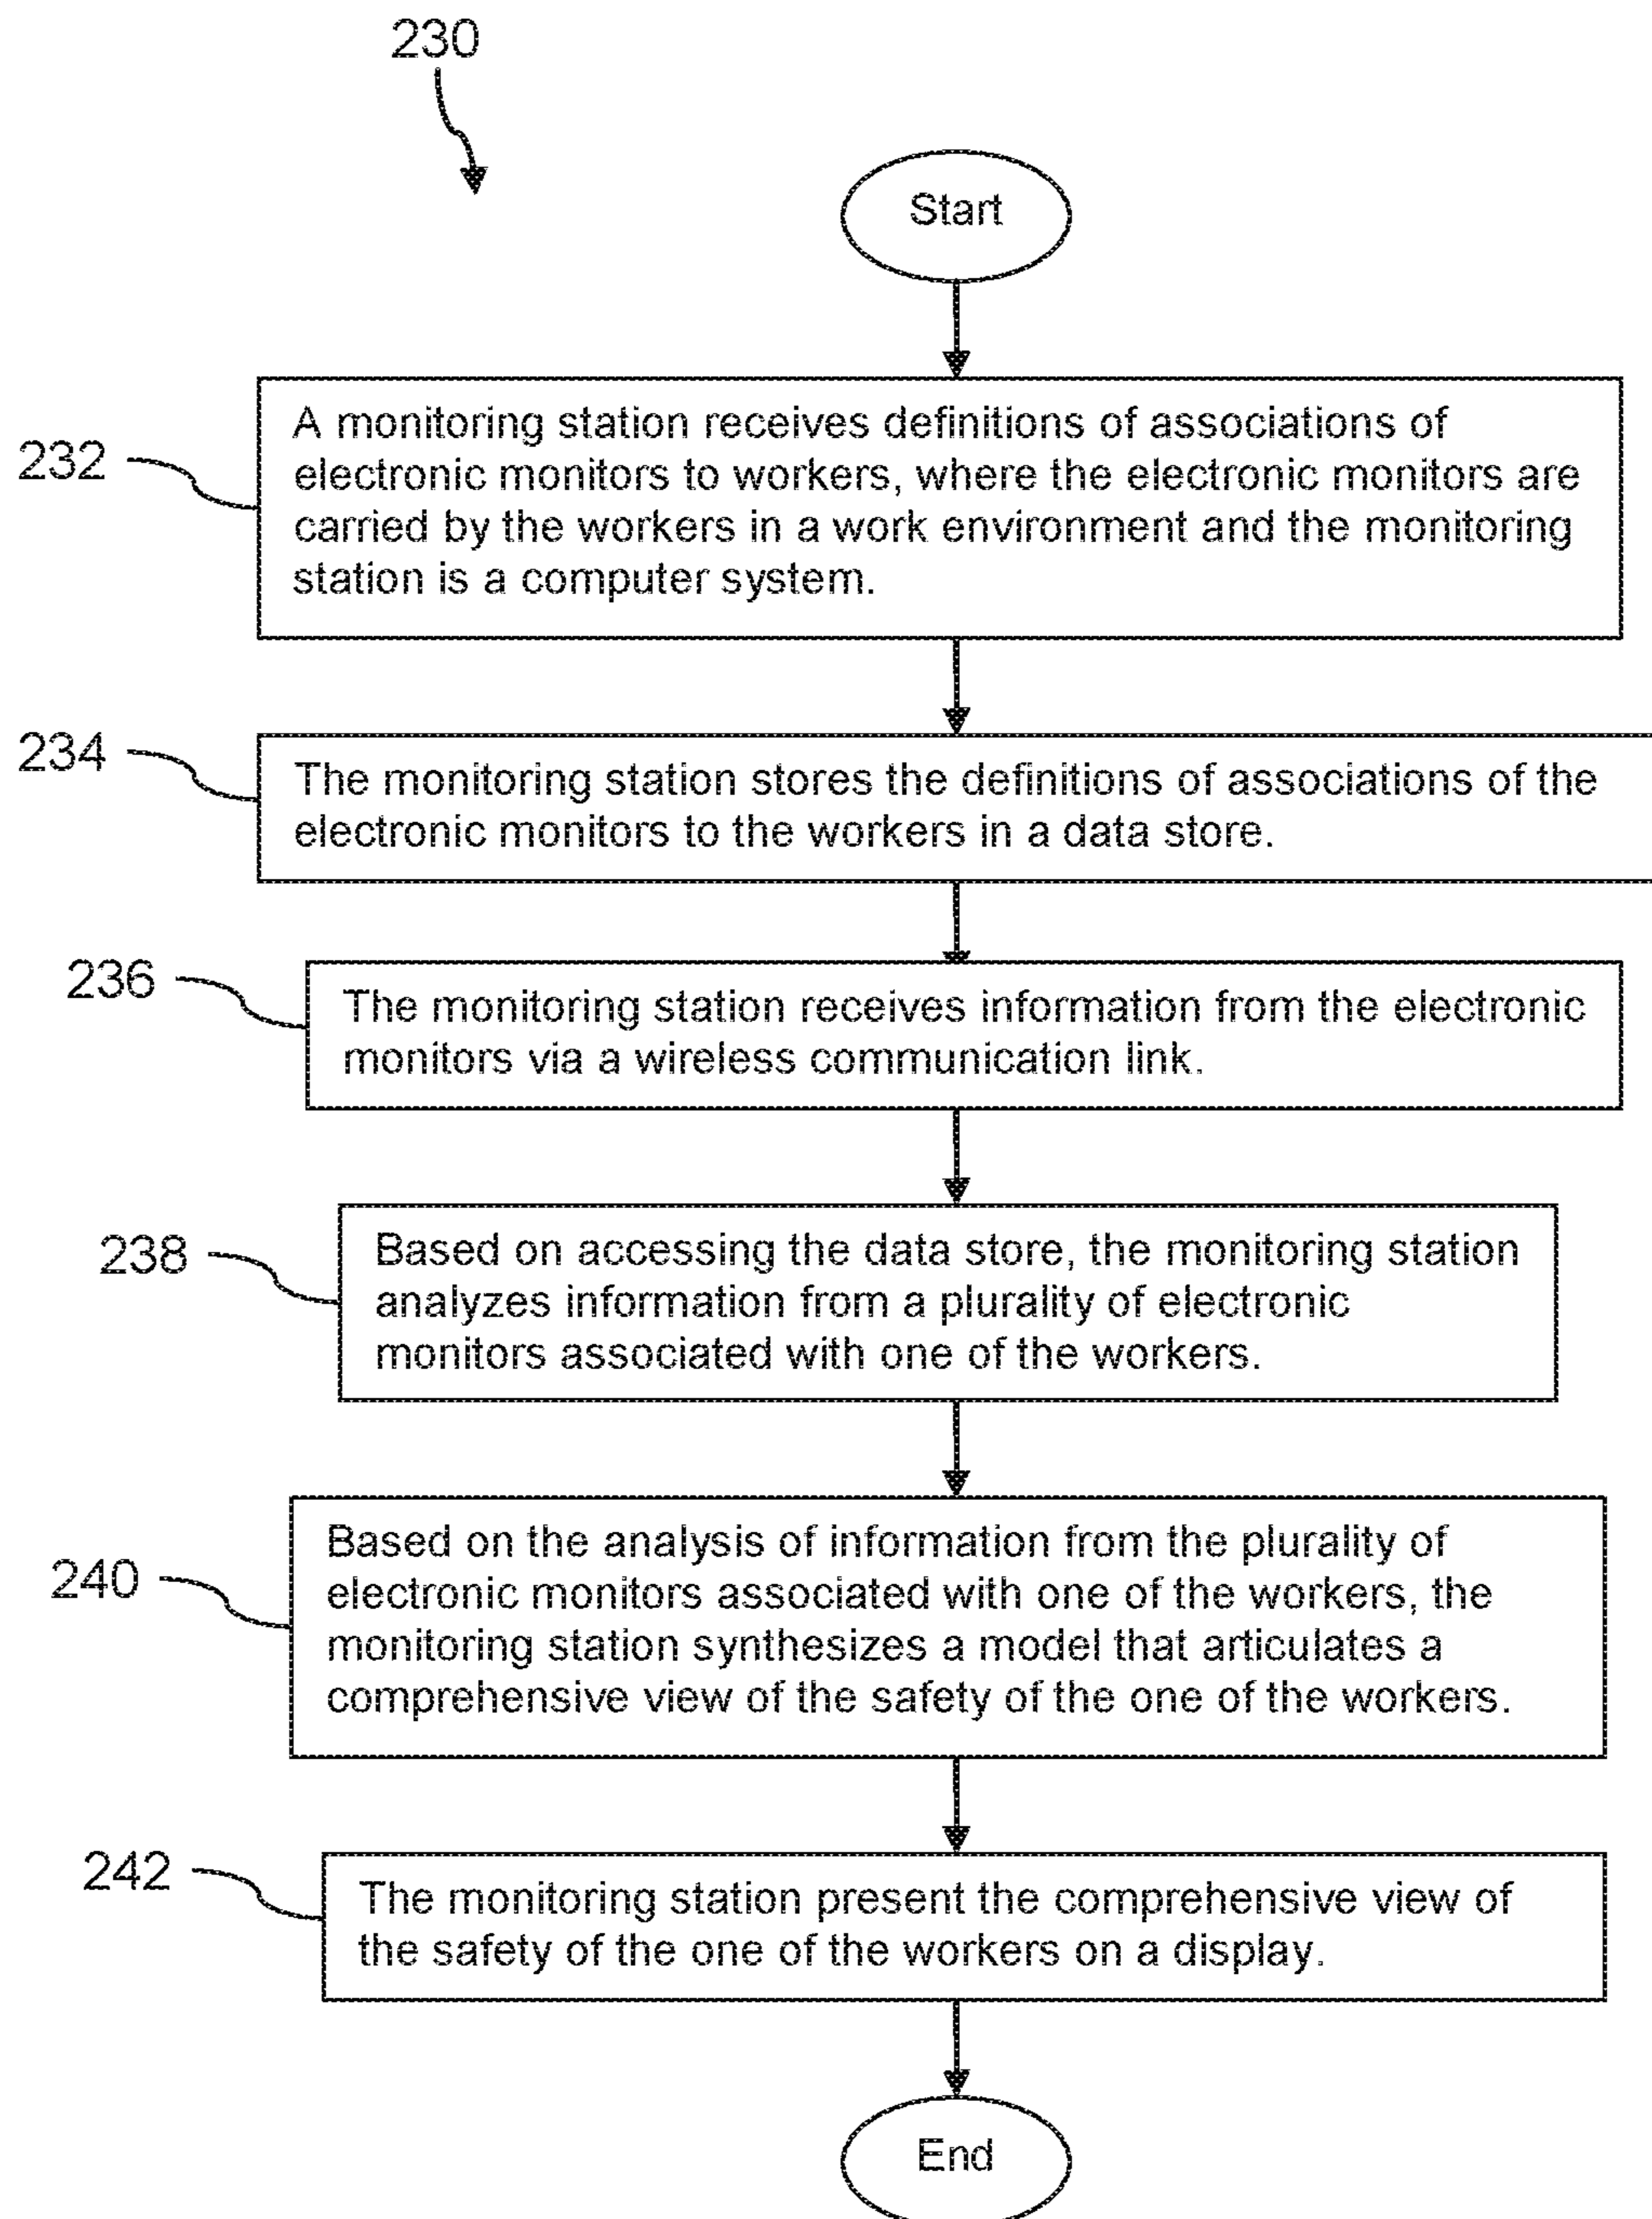 230
Start
232
A monitoring station receives definitions of associations of
electronic monitors to workers, where the electronic monitors are
carried by the workers in a work environment and the monitoring
station is a computer system.
234
The monitoring station stores the definitions of associations of the
electronic monitors to the workers in a data store.
236
The monitoring station receives information from the electronic
monitors via a wireless communication link.
238
Based on accessing the data store, the monitoring station
analyzes information from a plurality of electronic
monitors associated with one of the workers.
240
Based on the analysis of information from the plurality of
electronic monitors associated with one of the workers, the
monitoring station synthesizes a model that articulates a
comprehensive view of the safety of the one of the workers.
242
The monitoring station present the comprehensive view of
the safety of the one of the workers on a display.
End